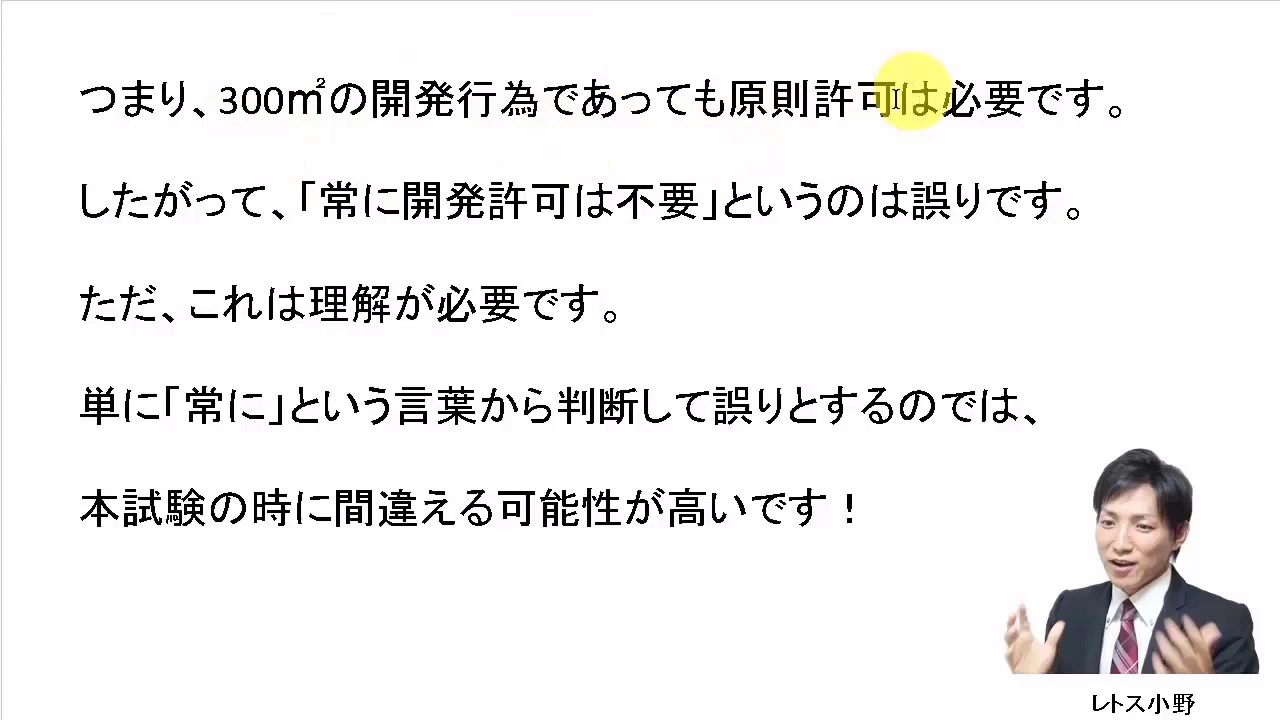 つまり、300㎡の開発行為であっても原則許可は必要です。
したがって、「常に開発許可は不要」というのは誤りです。
ただ、これは理解が必要です。
単に「常に」という言葉から判断して誤りとするのでは、
本試験の時に間違える可能性が高いです！
レトス小野